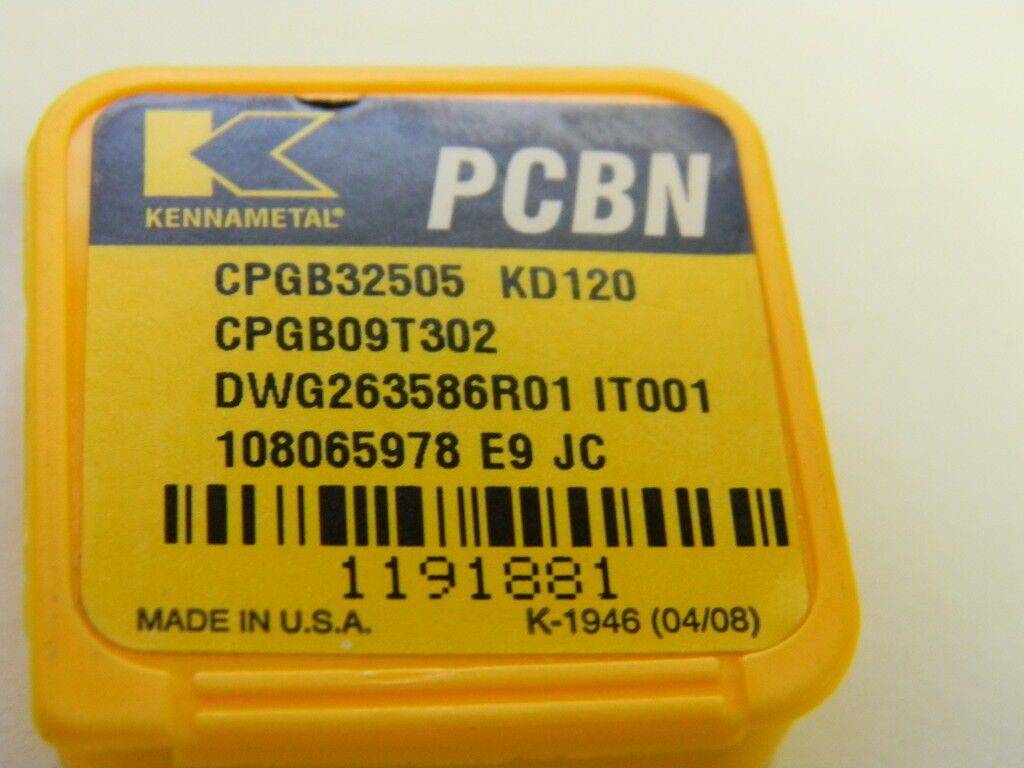 KENNAMETAL®
PCBN
CPGB32505 KD120
CPGB09T302
DWG263586R01 IT001
108065978 E9 JC
1191881
MADE IN U.S.A. K-1946 (04/08)